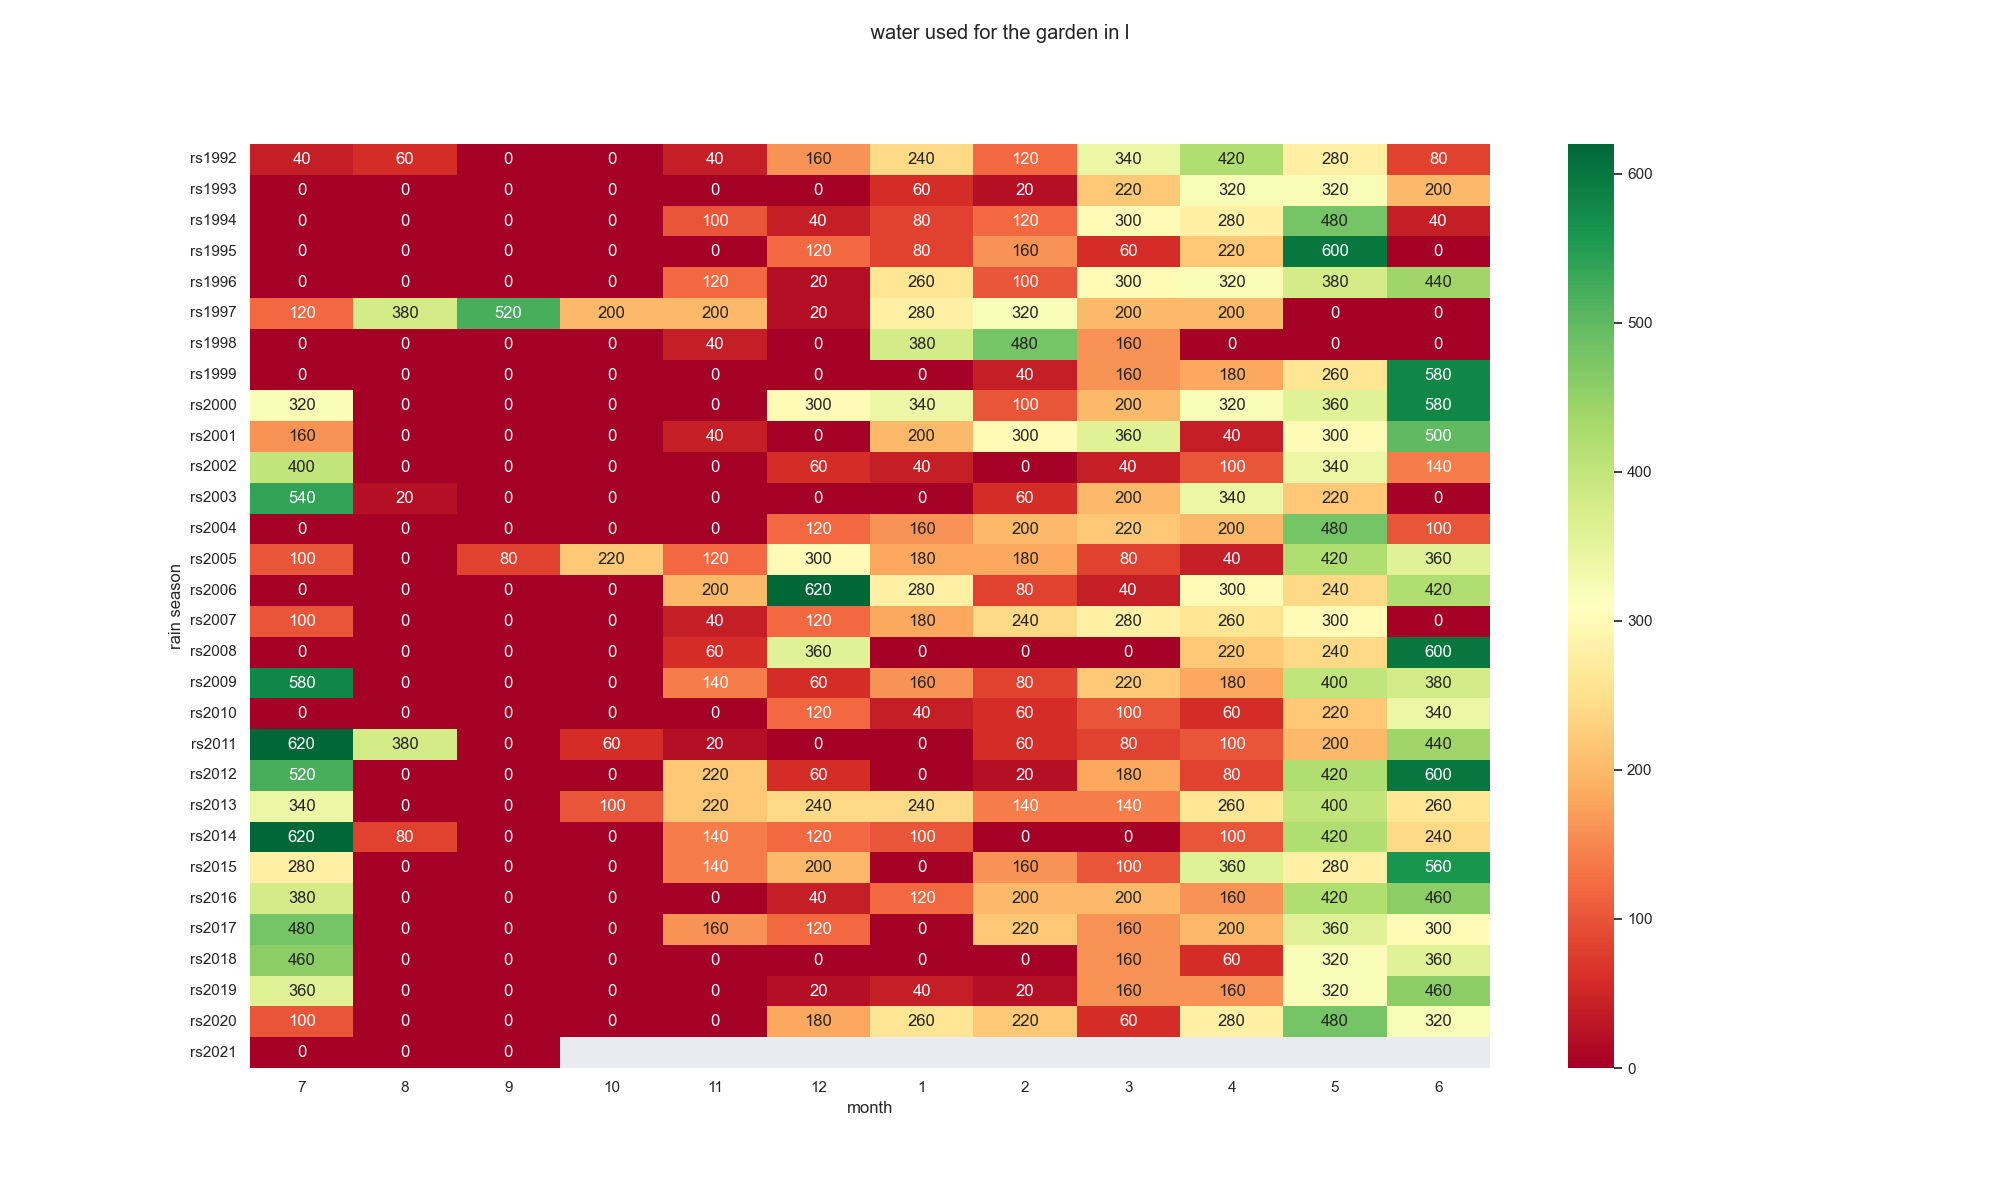 water used for the garden in l
rs1992 40 60 0 0 40 160 240 120 340 420 280 80
rs1993 0 0 0 0 0 0 60 20 220 320 320 200
rs1994 0 0 0 0 100 40 80 120 300 280 480 40
rs1995 0 0 0 0 0 120 80 160 60 220 600 0
rs1996 0 0 0 0 120 20 260 100 300 320 380 440
rs1997 120 380 520 200 200 20 280 320 200 200 0 0
rs1998 0 0 0 0 40 0 380 480 160 0 0 0
rs1999 0 0 0 0 0 0 0 40 160 180 260 580
rs2000 320 0 0 0 0 300 340 100 200 320 360 580
rs2001 160 0 0 0 40 0 200 300 360 40 300 500
rs2002 400 0 0 0 0 60 40 0 40 100 340 140
rs2003 540 20 0 0 0 0 0 60 200 340 220 0
rs2004 0 0 0 0 0 120 160 200 220 200 480 100
rs2005 100 0 80 220 120 300 180 180 80 40 420 360
rs2006 0 0 0 0 200 620 280 80 40 300 240 420
rs2007 100 0 0 0 40 120 180 240 280 260 300 0
rs2008 0 0 0 0 60 360 0 0 0 220 240 600
rs2009 580 0 0 0 140 60 160 80 220 180 400 380
rs2010 0 0 0 0 0 120 40 60 100 60 220 340
rs2011 620 380 0 60 20 0 0 60 80 100 200 440
rs2012 520 0 0 0 220 60 0 20 180 80 420 600
rs2013 340 0 0 100 220 240 240 140 140 260 400 260
rs2014 620 80 0 0 140 120 100 0 0 100 420 240
rs2015 280 0 0 0 140 200 0 160 100 360 280 560
rs2016 380 0 0 0 0 40 120 200 200 160 420 460
rs2017 480 0 0 0 160 120 0 220 160 200 360 300
rs2018 460 0 0 0 0 0 0 0 160 60 320 360
rs2019 360 0 0 0 0 20 40 20 160 160 320 460
rs2020 100 0 0 0 0 180 260 220 60 280 480 320
rs2021 0 0 0
7 8 9 10 11 12 1 2 3 4 5 6
month
rain season
600
500
400
300
200
100
0